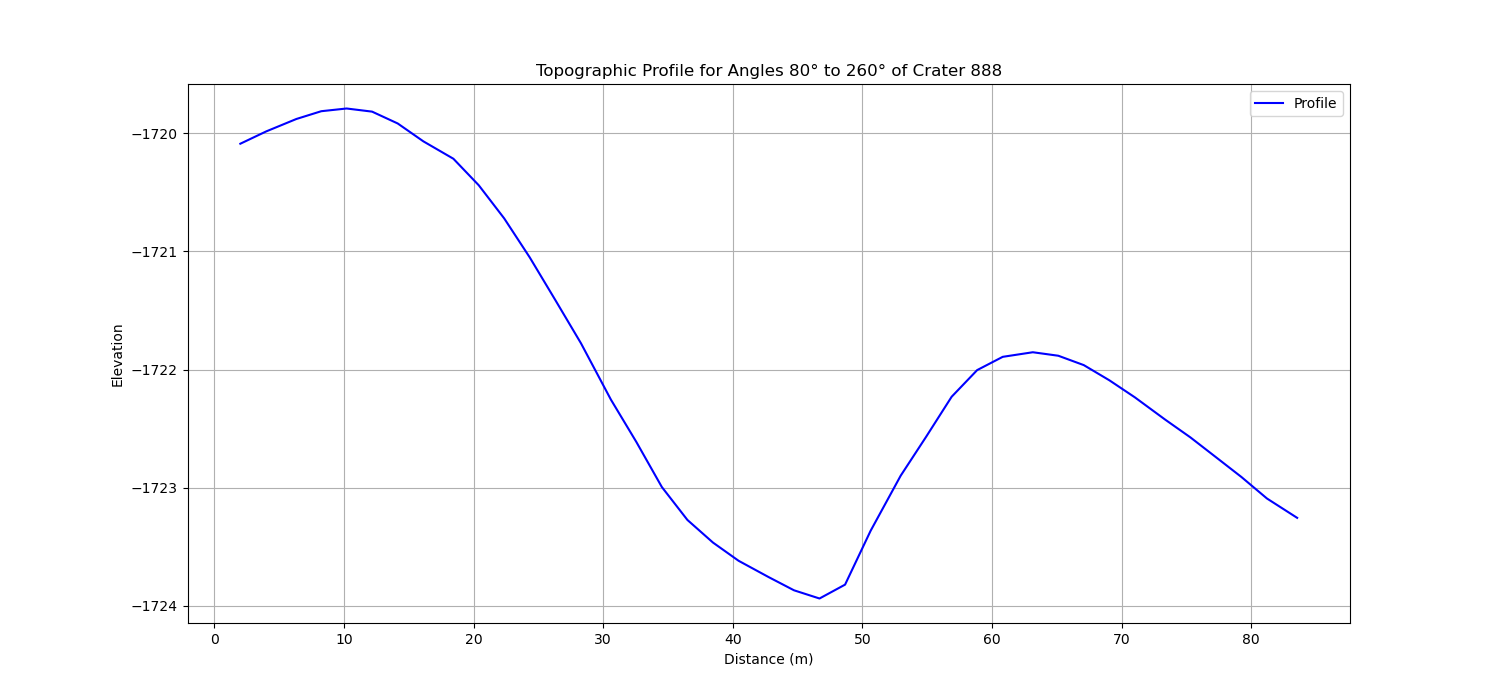 Topographic Profile for Angles 80° to 260° of Crater 888
Profile
−1720
−1721
−1722
−1723
−1724
Elevation
0 10 20 30 40 50 60 70 80
Distance (m)